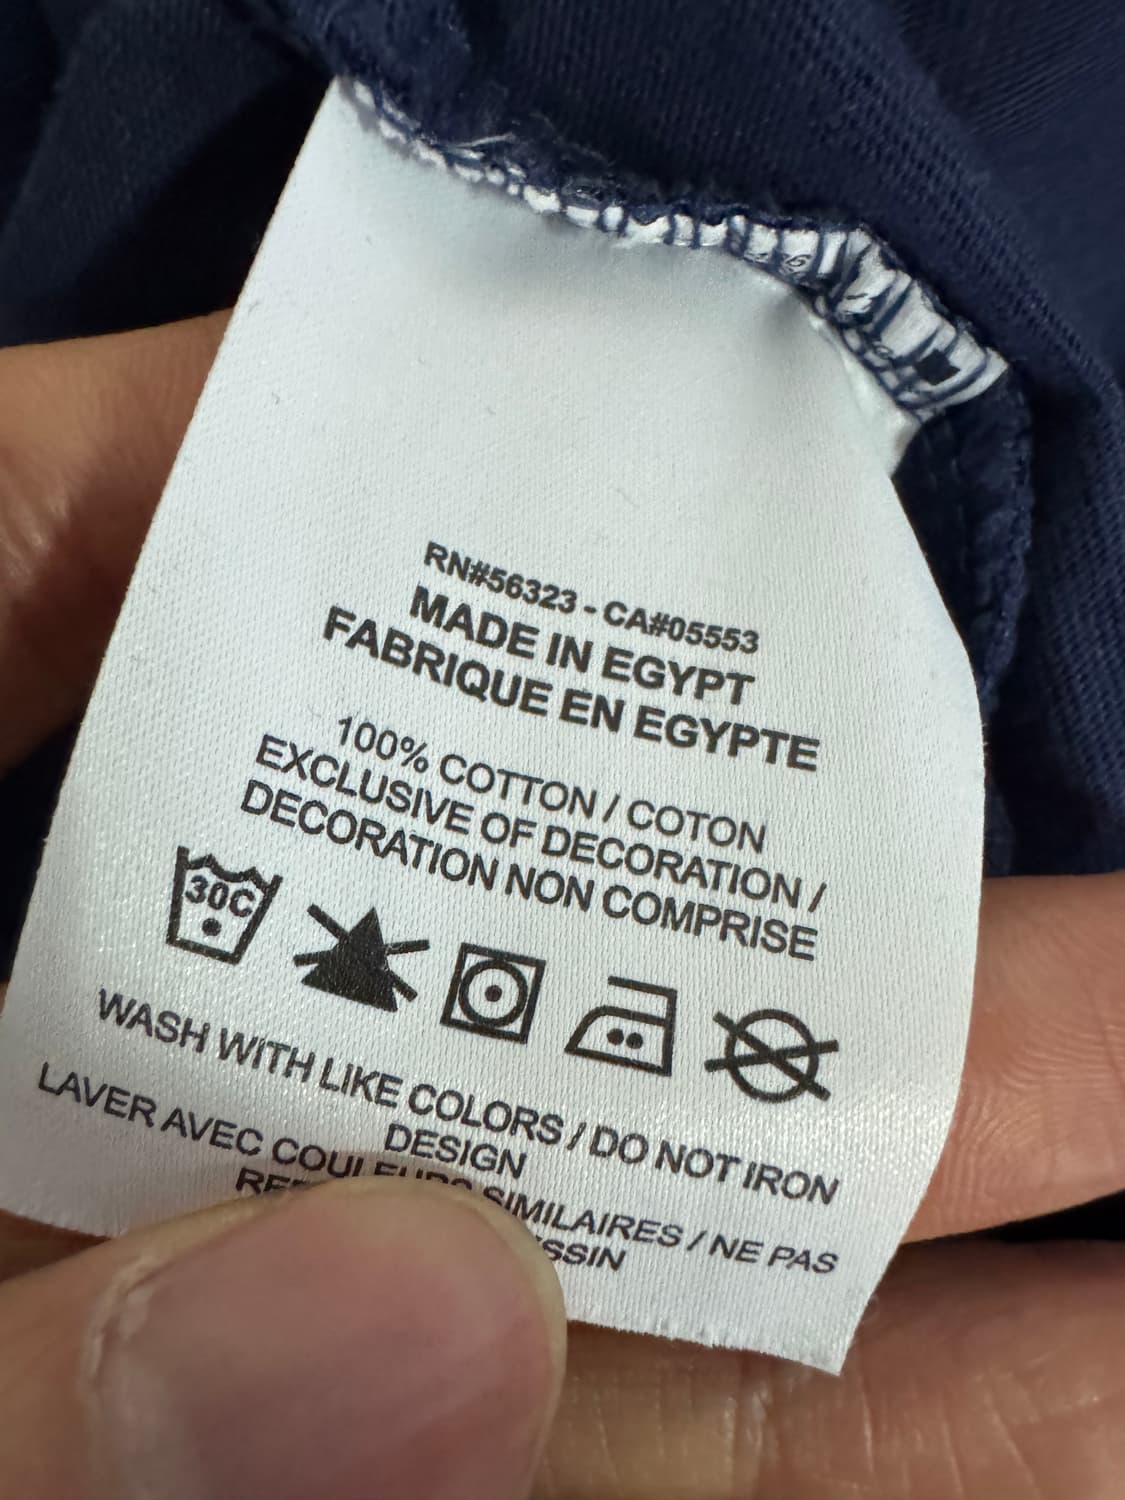 RN#56323 - CA#05553
MADE IN EGYPT
FABRIQUE EN EGYPTE
100% COTTON / COTON
EXCLUSIVE OF DECORATION /
DECORATION NON COMPRISE
30C
WASH WITH LIKE COLORS / DO NOT IRON
DESIGN
LAVER AVEC COULEURS SIMILAIRES / NE PAS